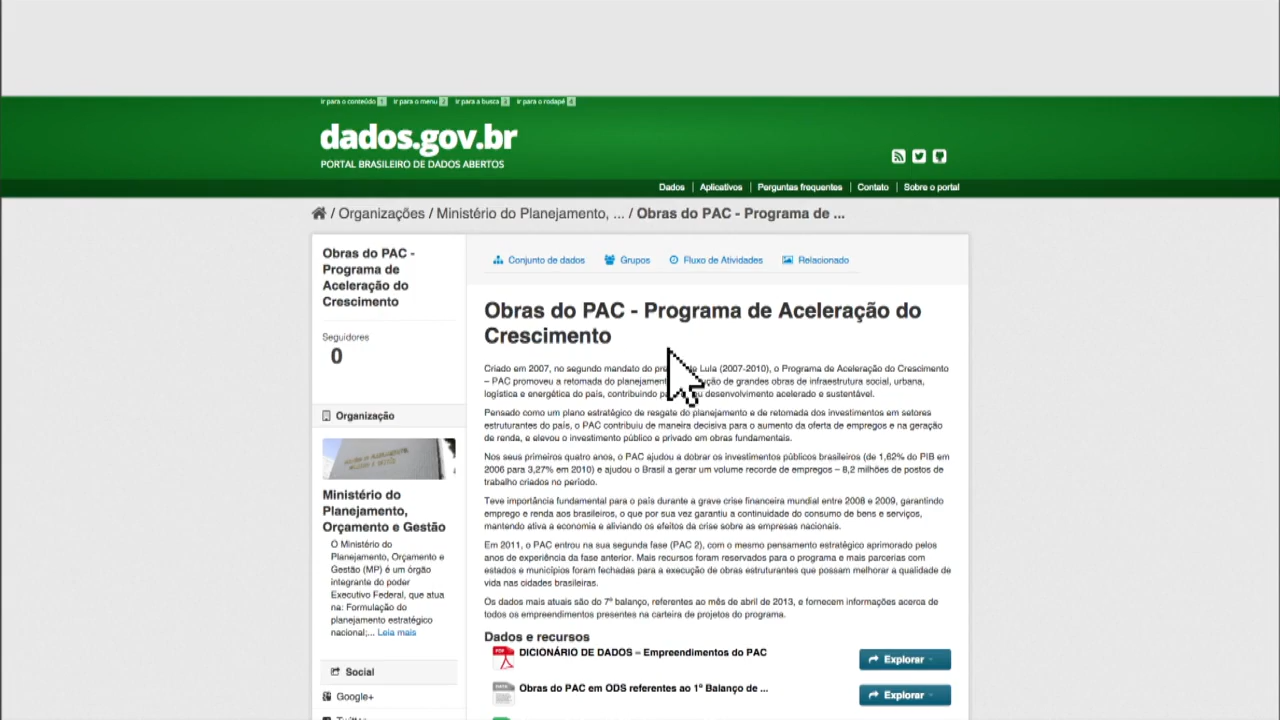 ir para o conteúdo 1 ir para o menu 2 ir para a busca 3 ir para o rodapé 4
dados.gov.br
PORTAL BRASILEIRO DE DADOS ABERTOS
Dados | Aplicativos | Perguntas frequentes | Contato | Sobre o portal
/ Organizações / Ministério do Planejamento, ... / Obras do PAC - Programa de ...
Obras do PAC -
Programa de
Aceleração do
Crescimento
Seguidores
0
Organização
Ministério do
Planejamento,
Orçamento e Gestão
O Ministério do
Planejamento, Orçamento e
Gestão (MP) é um órgão
integrante do poder
Executivo Federal, que atua
na: Formulação do
planejamento estratégico
nacional;... Leia mais
Social
Google+
Conjunto de dados Grupos Fluxo de Atividades Relacionado
Obras do PAC - Programa de Aceleração do
Crescimento
Criado em 2007, no segundo mandato do Lula (2007-2010), o Programa de Aceleração do Crescimento
– PAC promoveu a retomada do de grandes obras de infraestrutura social, urbana,
logística e energética do país, contribuindo desenvolvimento acelerado e sustentável.
Pensado como um plano estratégico de resgate do planejamento e de retomada dos investimentos em setores
estruturantes do país, o PAC contribuiu de maneira decisiva para o aumento da oferta de empregos e na geração
de renda, e elevou o investimento público e privado em obras fundamentais.
Nos seus primeiros quatro anos, o PAC ajudou a dobrar os investimentos públicos brasileiros (de 1,62% do PIB em
2006 para 3,27% em 2010) e ajudou o Brasil a gerar um volume recorde de empregos – 8,2 milhões de postos de
trabalho criados no período.
Teve importância fundamental para o país durante a grave crise financeira mundial entre 2008 e 2009, garantindo
emprego e renda aos brasileiros, o que por sua vez garantiu a continuidade do consumo de bens e serviços,
mantendo ativa a economia e aliviando os efeitos da crise sobre as empresas nacionais.
Em 2011, o PAC entrou na sua segunda fase (PAC 2), com o mesmo pensamento estratégico aprimorado pelos
anos de experiência da fase anterior. Mais recursos foram reservados para o programa e mais parcerias com
estados e municípios foram fechadas para a execução de obras estruturantes que possam melhorar a qualidade de
vida nas cidades brasileiras.
Os dados mais atuais são do 7º balanço, referentes ao mês de abril de 2013, e fornecem informações acerca de
todos os empreendimentos presentes na carteira de projetos do programa.
Dados e recursos
DICIONÁRIO DE DADOS – Empreendimentos do PAC Explorar
Obras do PAC em ODS referentes ao 1º Balanço de ... Explorar